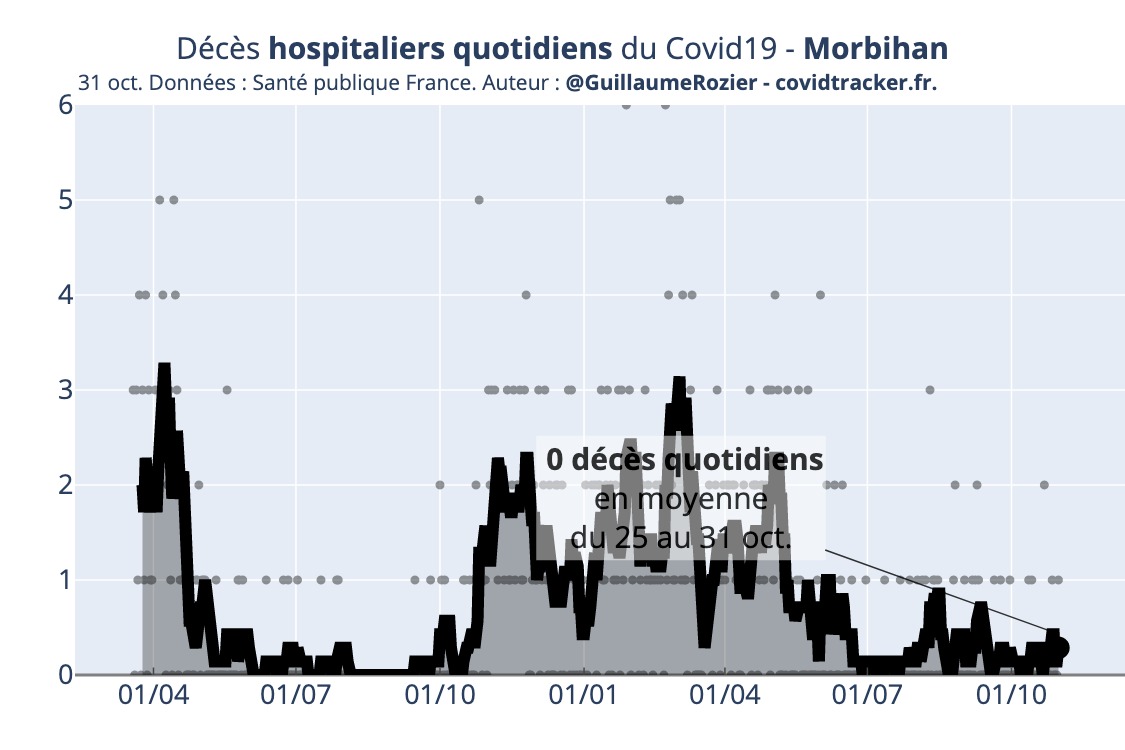 Décès hospitaliers quotidiens du Covid19 - Morbihan
31 oct. Données : Santé publique France. Auteur : @GuillaumeRozier - covidtracker.fr.
6
5
4
3
2
1
0
0 décès quotidiens
en moyenne
du 25 au 31 oct.
01/04 01/07 01/10 01/01 01/04 01/07 01/10